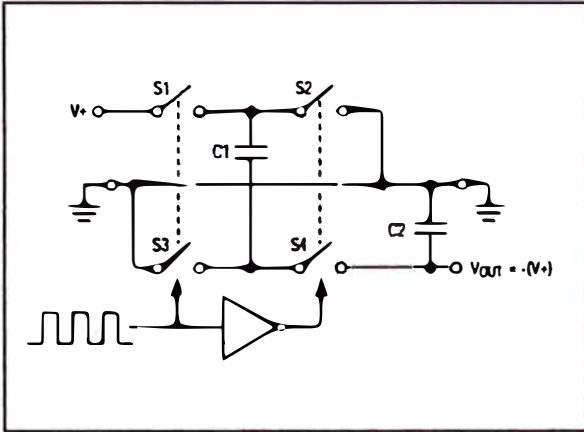 S1
S2
V+
C1
S3
S4
C2
VOUT = -(V+)